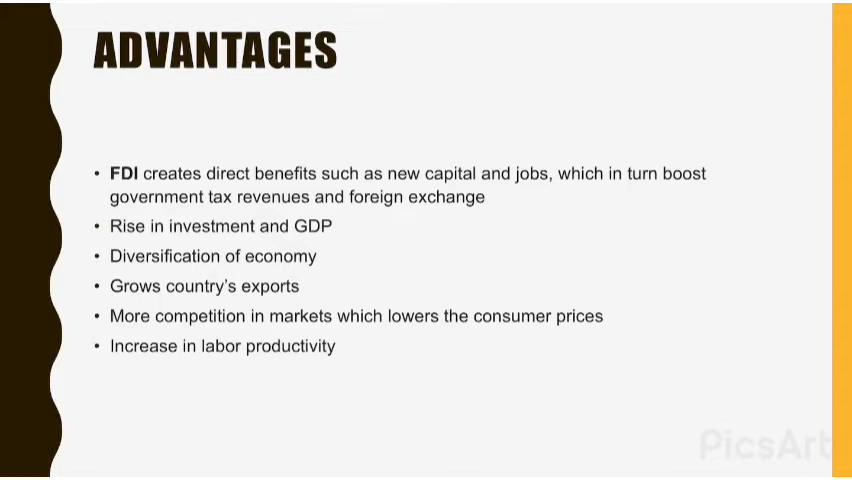 ADVANTAGES
• FDI creates direct benefits such as new capital and jobs, which in turn boost
government tax revenues and foreign exchange
• Rise in investment and GDP
• Diversification of economy
• Grows country’s exports
• More competition in markets which lowers the consumer prices
• Increase in labor productivity
PicsArt